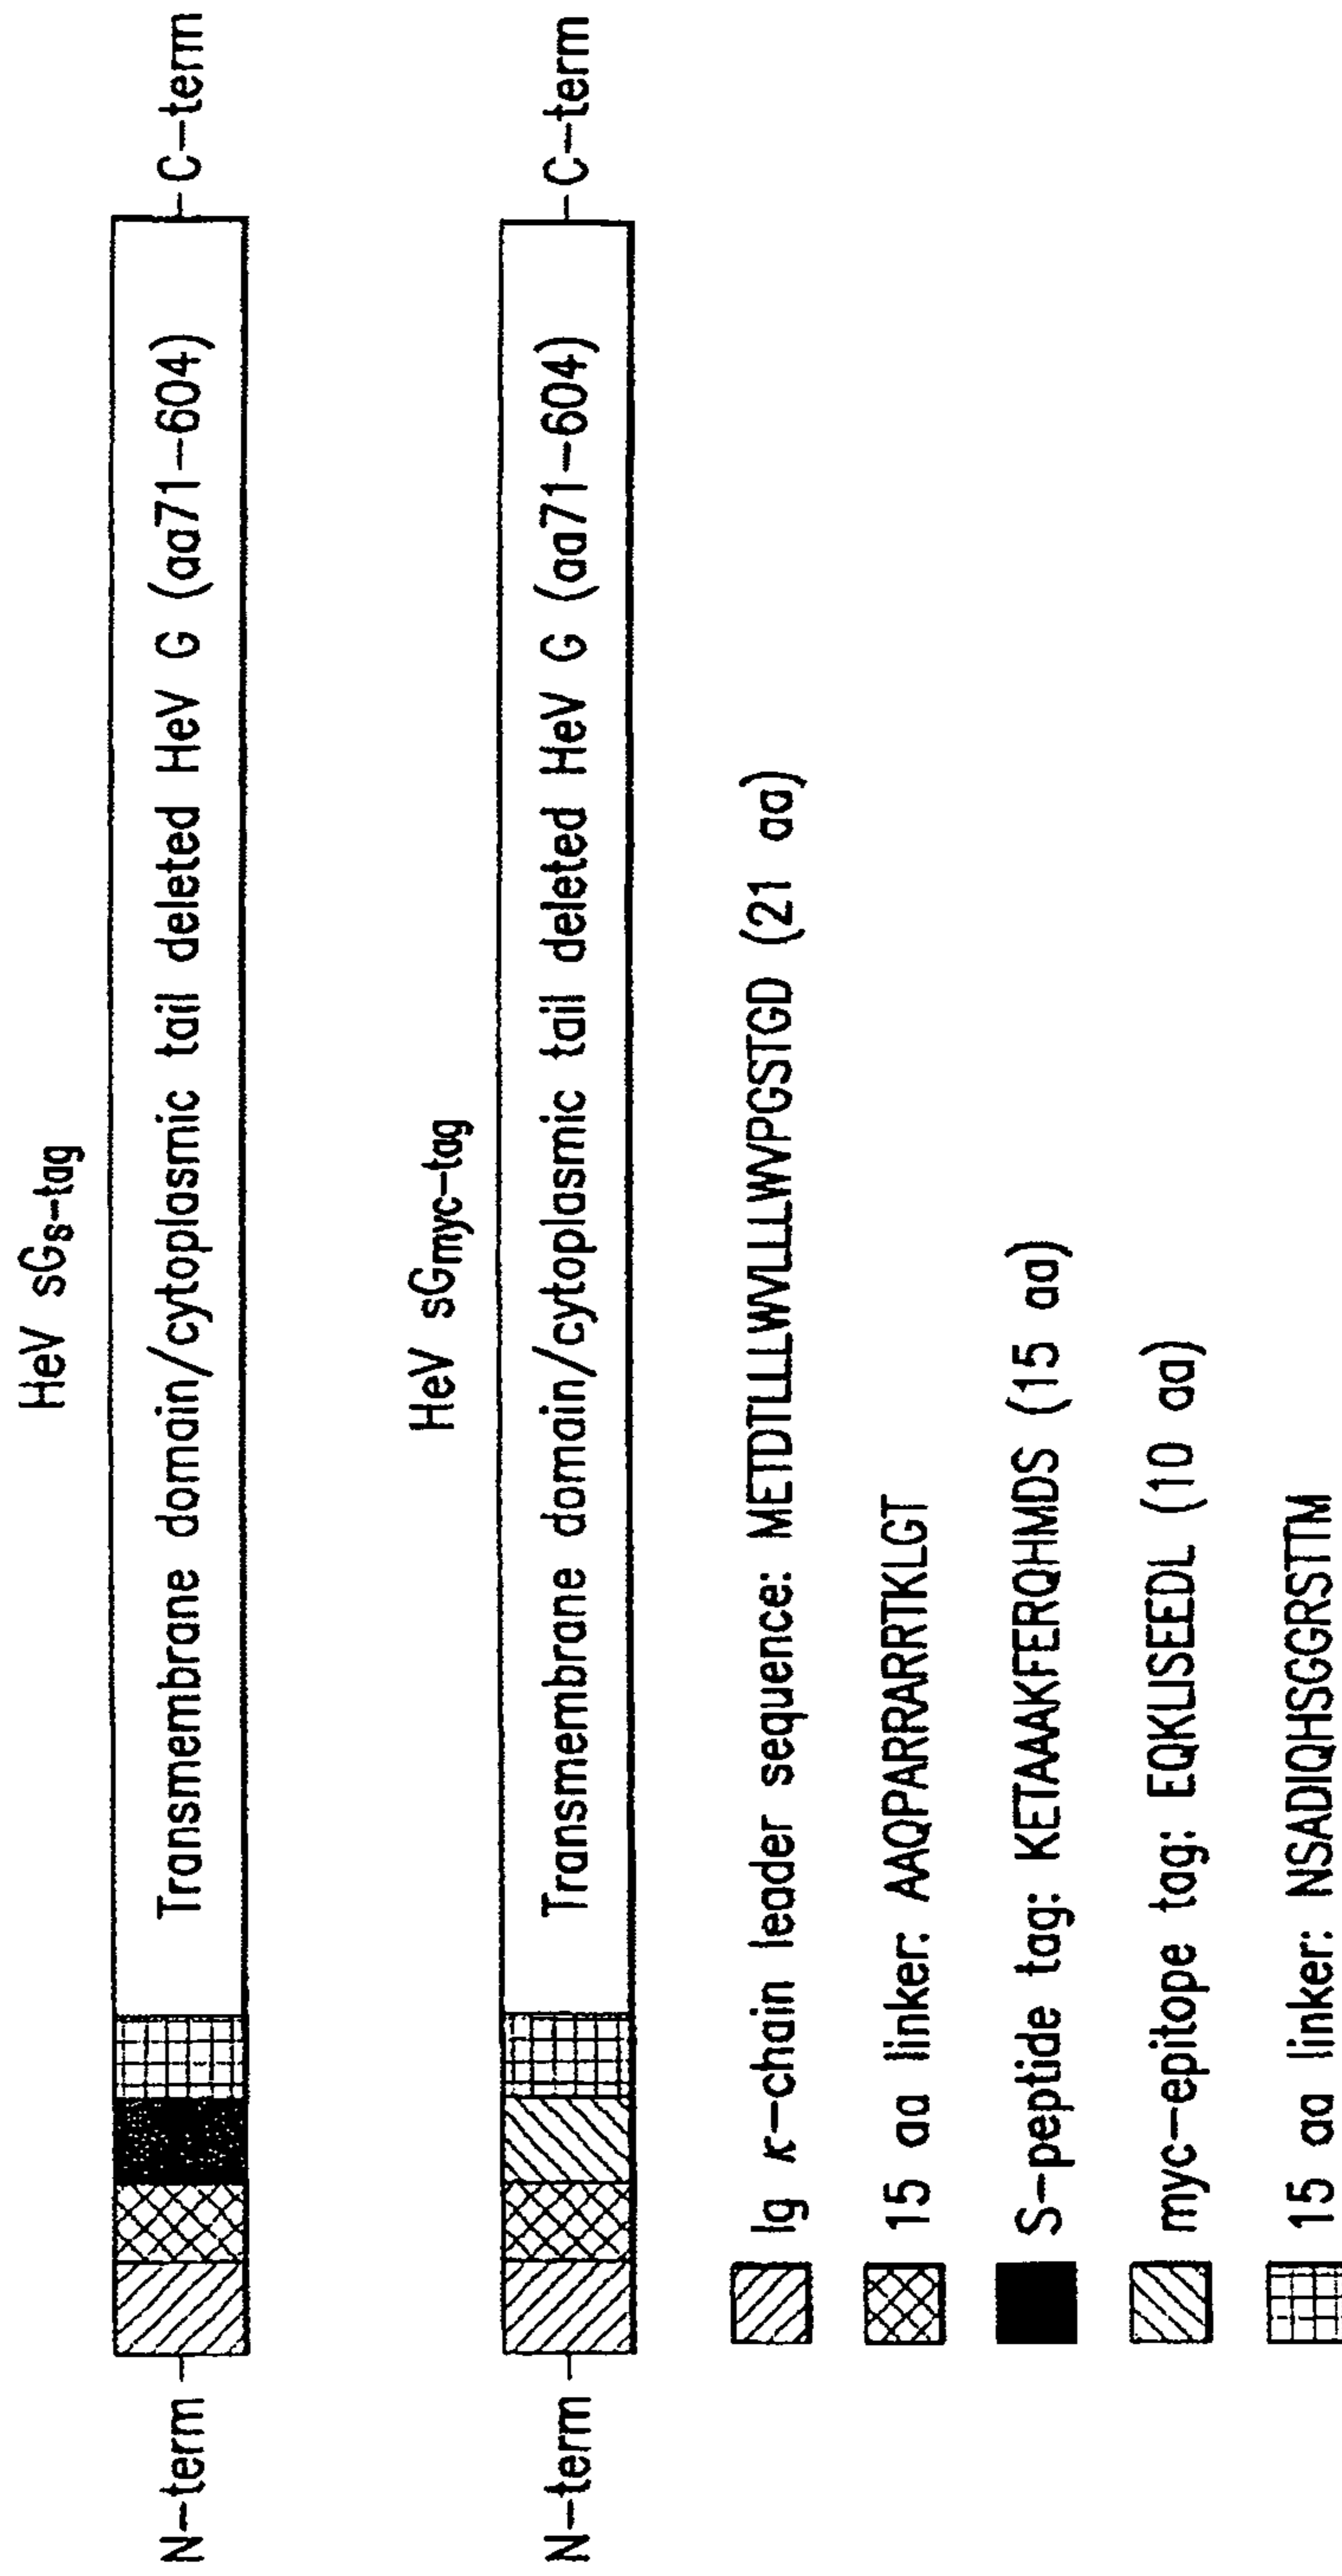 HeV sGs-tag
N-term
Transmembrane domain/cytoplasmic tail deleted HeV G (aa71-604)
C-term
HeV sGmyc-tag
N-term
Transmembrane domain/cytoplasmic tail deleted HeV G (aa71-604)
C-term
Ig κ-chain leader sequence: METDTLLLWVLLLWVPGSTGD (21 aa)
15 aa linker: AAQPARRARRTKLGT
S-peptide tag: KETAAAKFERQHMDS (15 aa)
myc-epitope tag: EQKLISEEDL (10 aa)
15 aa linker: NSADIQHSGGRSTTM